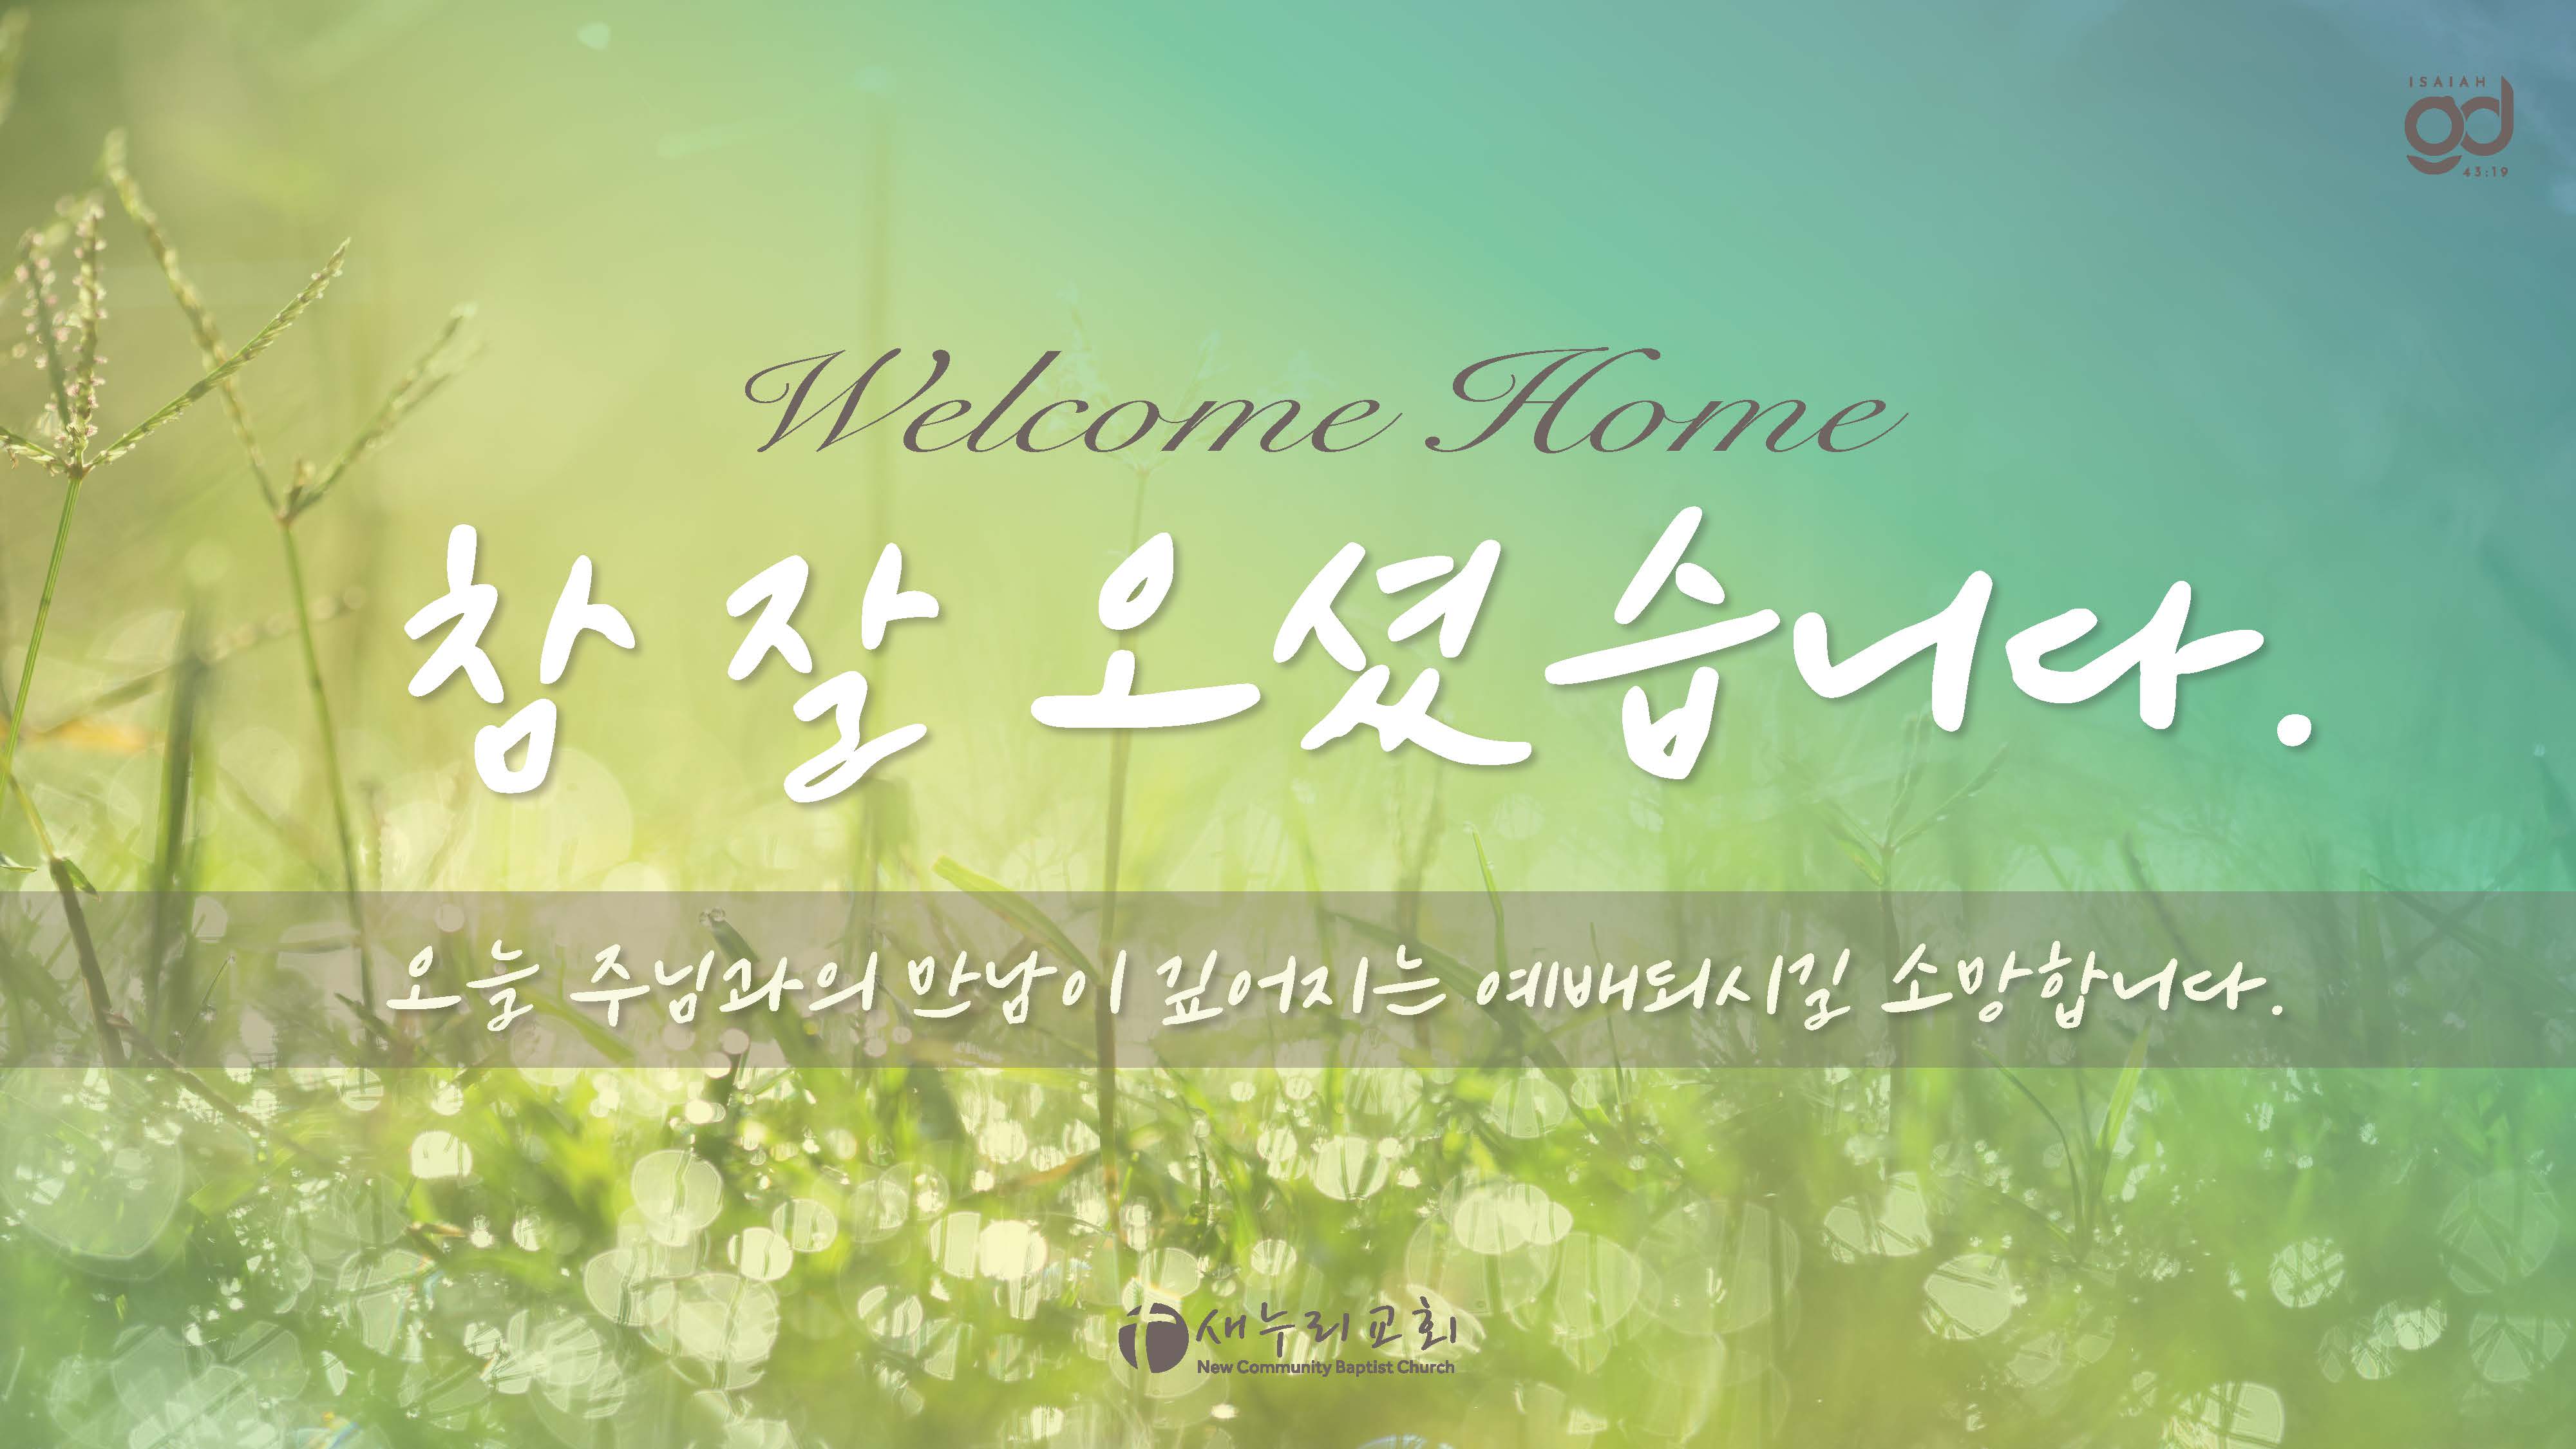 ISAIAH
gd
43:19
Welcome Home
참 잘 오셨습니다.
오늘 주님과의 만남이 깊어지는 예배되시길 소망합니다.
새누리교회
New Community Baptist Church